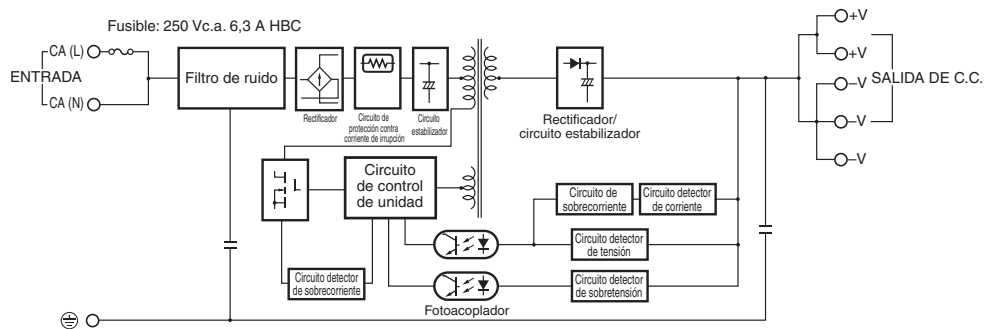 Fusible: 250 Vc.a. 6,3 A HBC
CA (L)
ENTRADA
CA (N)
Filtro de ruido
Rectificador
Circuito de
protección contra
corriente de irrupción
Circuito
estabilizador
Rectificador/
circuito estabilizador
+V
+V
–V
–V
–V
SALIDA DE C.C.
Circuito
de control
de unidad
Circuito de
sobrecorriente
Circuito detector
de corriente
Circuito detector
de tensión
Circuito detector
de sobrecorriente
Circuito detector
de sobretensión
Fotoacoplador